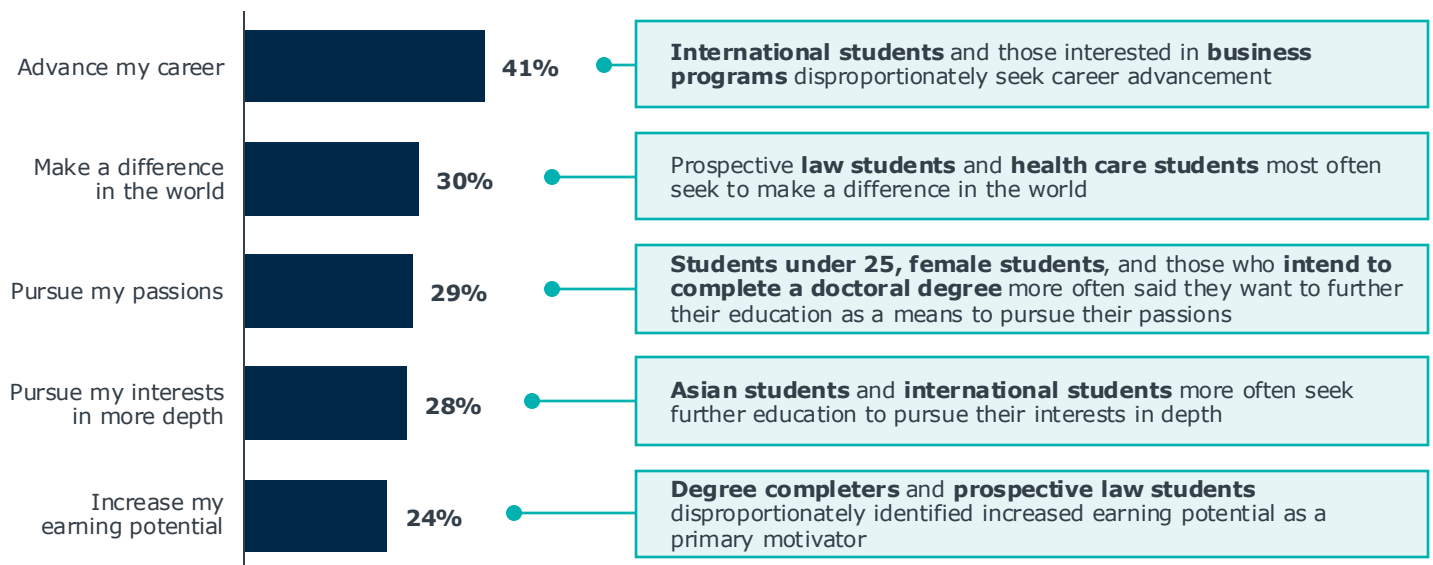 Advance my career
41%
International students and those interested in business
programs disproportionately seek career advancement
Make a difference
in the world
30%
Prospective law students and health care students most often
seek to make a difference in the world
Pursue my passions
29%
Students under 25, female students, and those who intend to
complete a doctoral degree more often said they want to further
their education as a means to pursue their passions
Pursue my interests
in more depth
28%
Asian students and international students more often seek
further education to pursue their interests in depth
Increase my
earning potential
24%
Degree completers and prospective law students
disproportionately identified increased earning potential as a
primary motivator